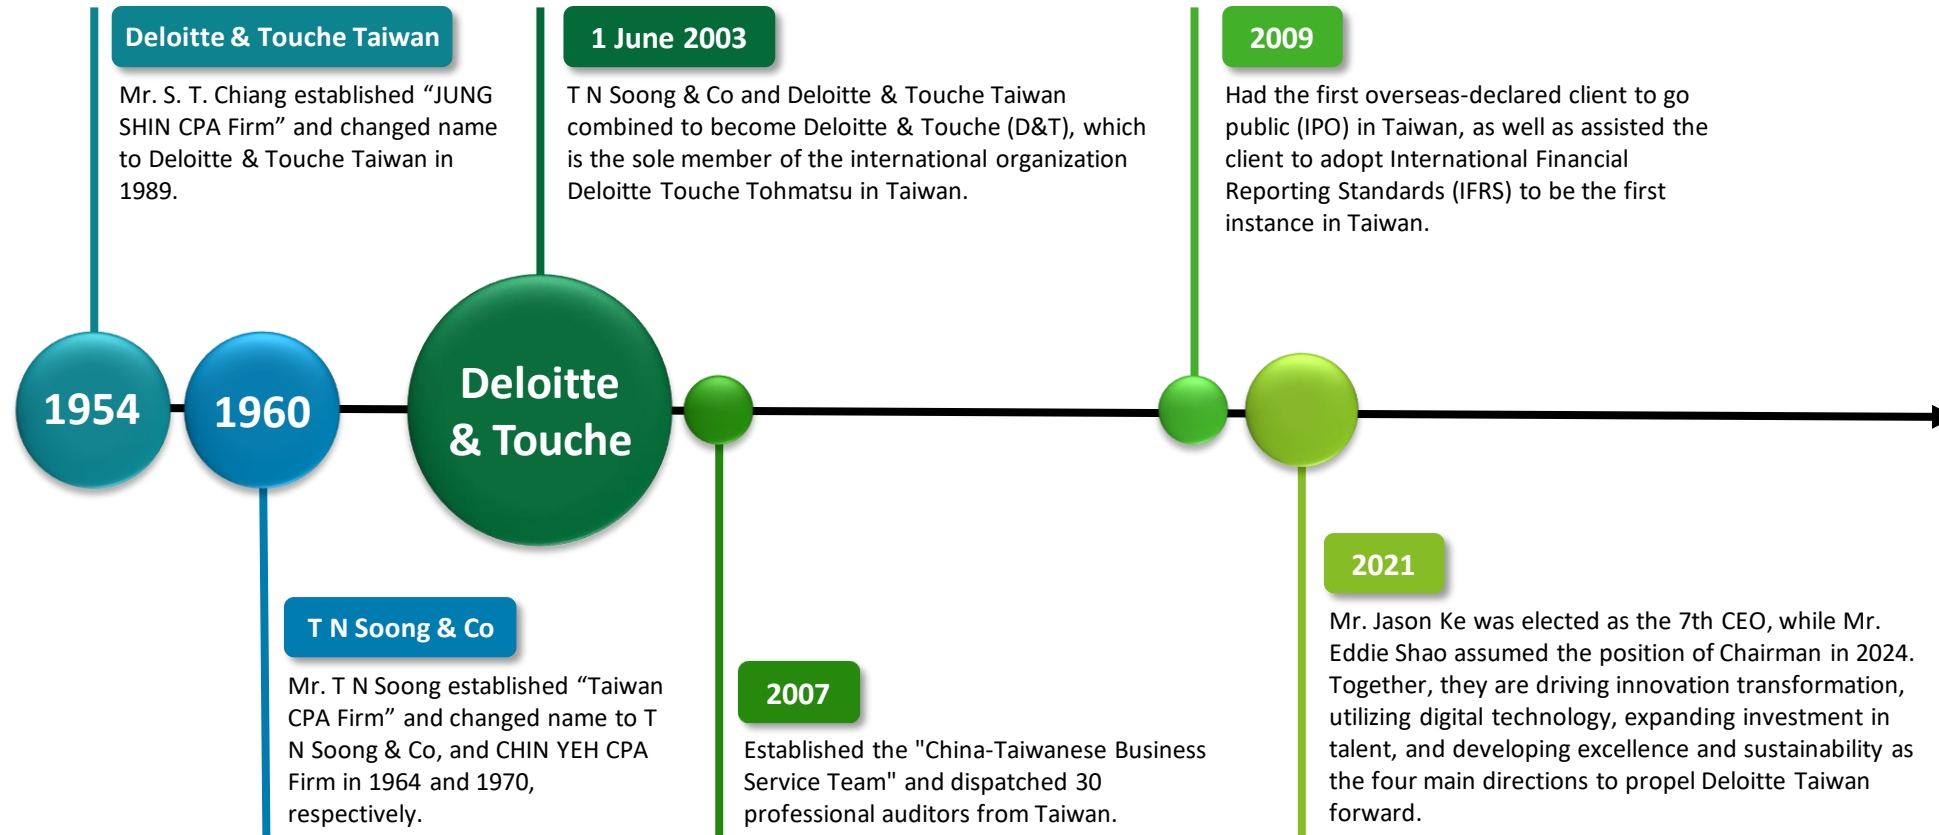 Deloitte & Touche Taiwan
Mr. S. T. Chiang established “JUNG
SHIN CPA Firm” and changed name
to Deloitte & Touche Taiwan in
1989.
1 June 2003
T N Soong & Co and Deloitte & Touche Taiwan
combined to become Deloitte & Touche (D&T), which
is the sole member of the international organization
Deloitte Touche Tohmatsu in Taiwan.
2009
Had the first overseas-declared client to go
public (IPO) in Taiwan, as well as assisted the
client to adopt International Financial
Reporting Standards (IFRS) to be the first
instance in Taiwan.
1954
1960
Deloitte
& Touche
T N Soong & Co
Mr. T N Soong established “Taiwan
CPA Firm” and changed name to T
N Soong & Co, and CHIN YEH CPA
Firm in 1964 and 1970,
respectively.
2007
Established the "China-Taiwanese Business
Service Team" and dispatched 30
professional auditors from Taiwan.
2021
Mr. Jason Ke was elected as the 7th CEO, while Mr.
Eddie Shao assumed the position of Chairman in 2024.
Together, they are driving innovation transformation,
utilizing digital technology, expanding investment in
talent, and developing excellence and sustainability as
the four main directions to propel Deloitte Taiwan
forward.